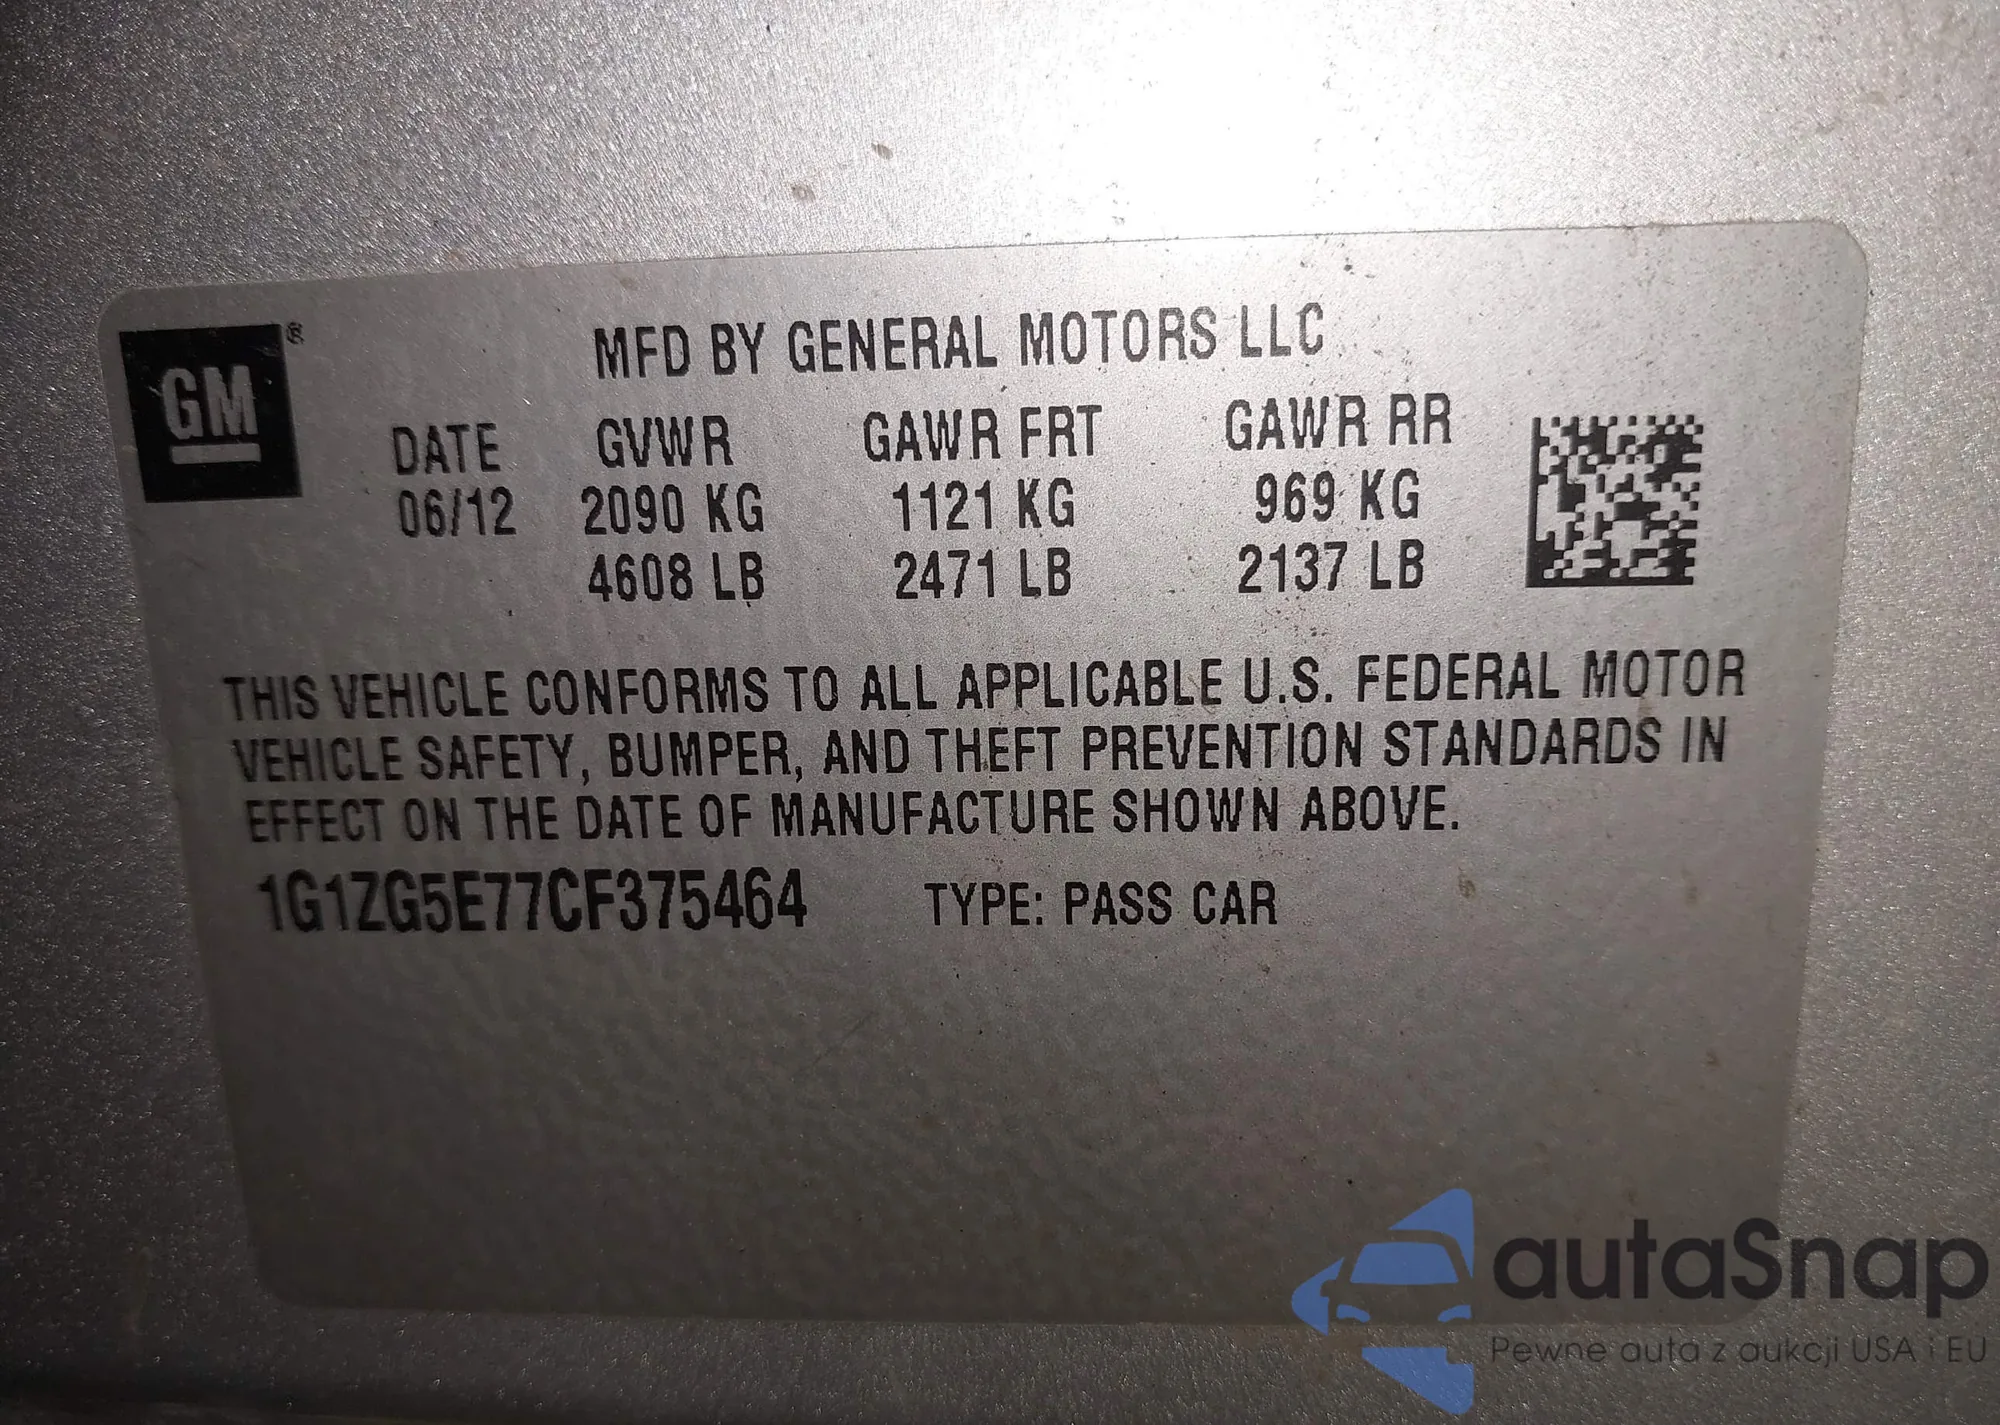 GM ®
MFD BY GENERAL MOTORS LLC
DATE GVWR GAWR FRT GAWR RR
06/12 2090 KG 1121 KG 969 KG
4608 LB 2471 LB 2137 LB
THIS VEHICLE CONFORMS TO ALL APPLICABLE U.S. FEDERAL MOTOR
VEHICLE SAFETY, BUMPER, AND THEFT PREVENTION STANDARDS IN
EFFECT ON THE DATE OF MANUFACTURE SHOWN ABOVE.
1G1ZG5E77CF375464 TYPE: PASS CAR
autaSnap
Pewne auta z aukcji USA i EU